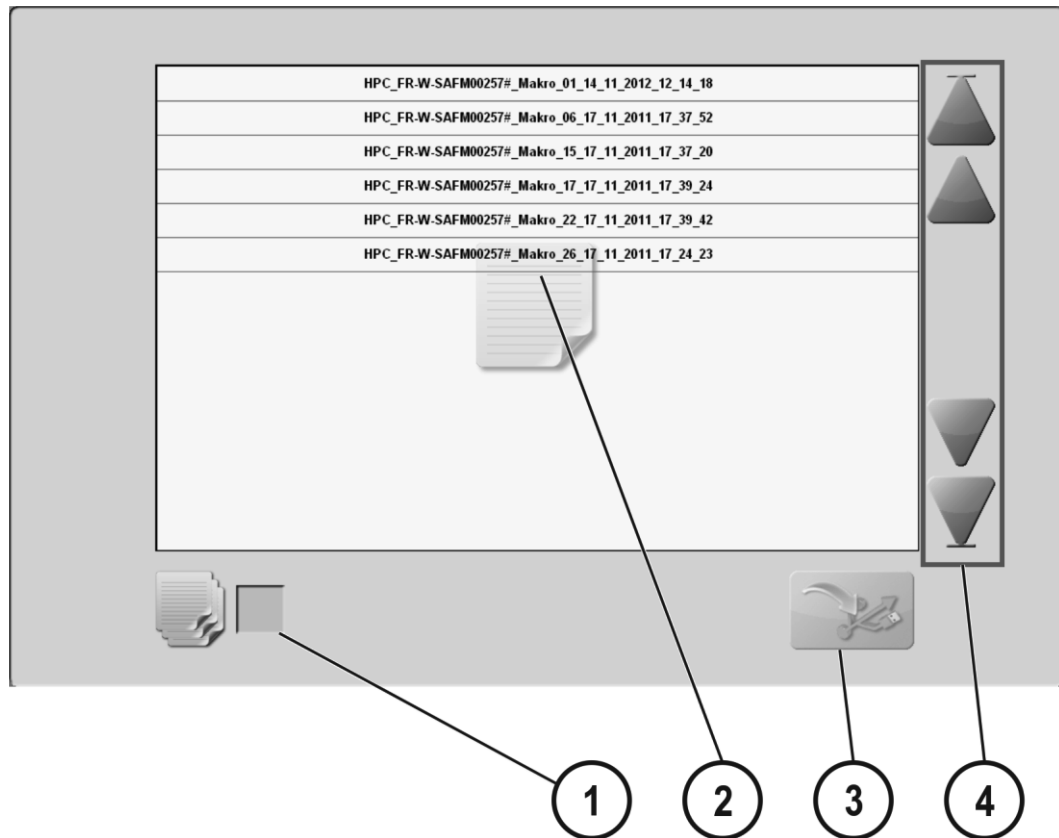 HPC_FR-W-SAFM00257#_Makro_01_14_11_2012_12_14_18
HPC_FR-W-SAFM00257#_Makro_06_17_11_2011_17_37_52
HPC_FR-W-SAFM00257#_Makro_15_17_11_2011_17_37_20
HPC_FR-W-SAFM00257#_Makro_17_17_11_2011_17_39_24
HPC_FR-W-SAFM00257#_Makro_22_17_11_2011_17_39_42
HPC_FR-W-SAFM00257#_Makro_26_17_11_2011_17_24_23
1 2 3 4